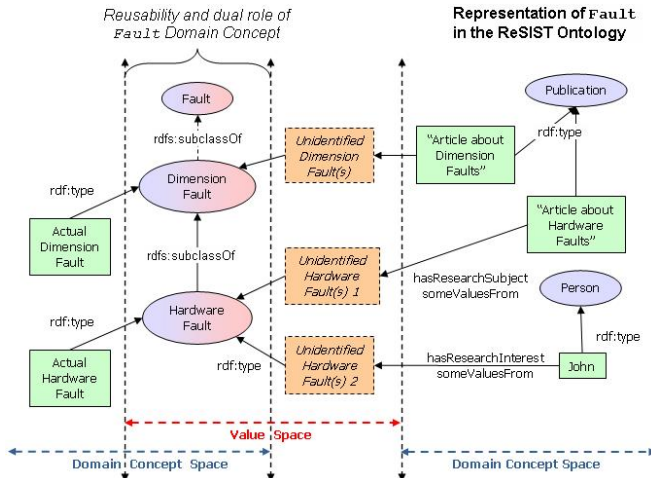 Reusability and dual role of
Fault Domain Concept
Representation of Fault
in the ReSIST Ontology
Fault
Publication
rdfs:subclassOf
rdf:type
Unidentified
Dimension
Fault(s)
"Article about
Dimension
Faults"
Dimension
Fault
rdf:type
Actual
Dimension
Fault
"Article about
Hardware
Faults"
rdfs:subclassOf
Unidentified
Hardware
Fault(s) 1
hasResearchSubject
someValuesFrom
Person
Hardware
Fault
rdf:type
rdf:type
Actual
Hardware
Fault
rdf:type
Unidentified
Hardware
Fault(s) 2
hasResearchInterest
someValuesFrom
John
Value Space
Domain Concept Space
Domain Concept Space